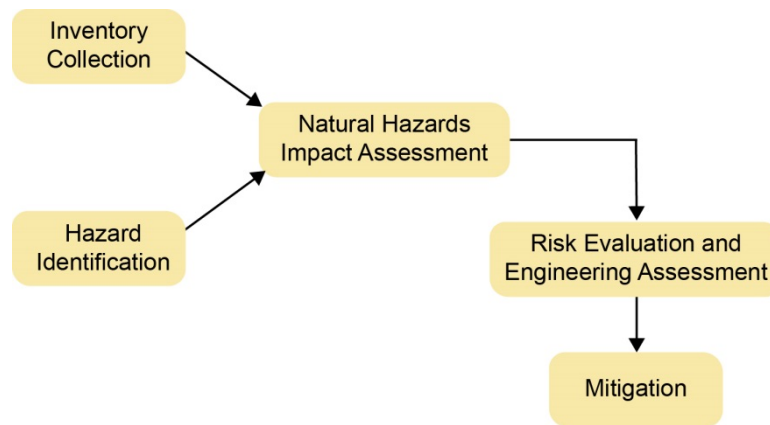 Inventory
Collection
Natural Hazards
Impact Assessment
Hazard
Identification
Risk Evaluation and
Engineering Assessment
Mitigation